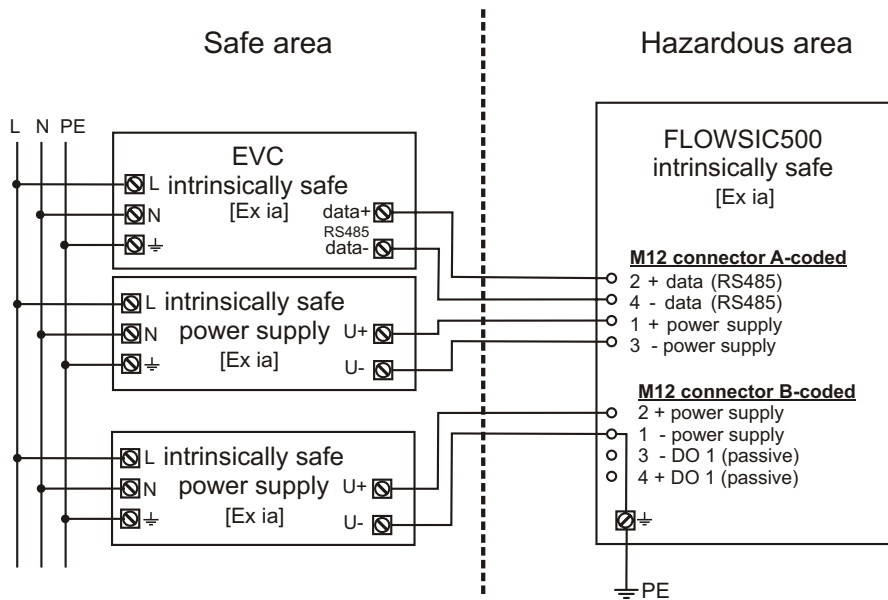 Safe area
Hazardous area
L N PE
EVC
intrinsically safe
[Ex ia]
L
N
data+
RS485
data-
intrinsically safe
power supply
[Ex ia]
L
N
U+
U-
intrinsically safe
power supply
[Ex ia]
L
N
U+
U-
FLOWSIC500
intrinsically safe
[Ex ia]
M12 connector A-coded
2 + data (RS485)
4 - data (RS485)
1 + power supply
3 - power supply
M12 connector B-coded
2 + power supply
1 - power supply
3 - DO 1 (passive)
4 + DO 1 (passive)
PE